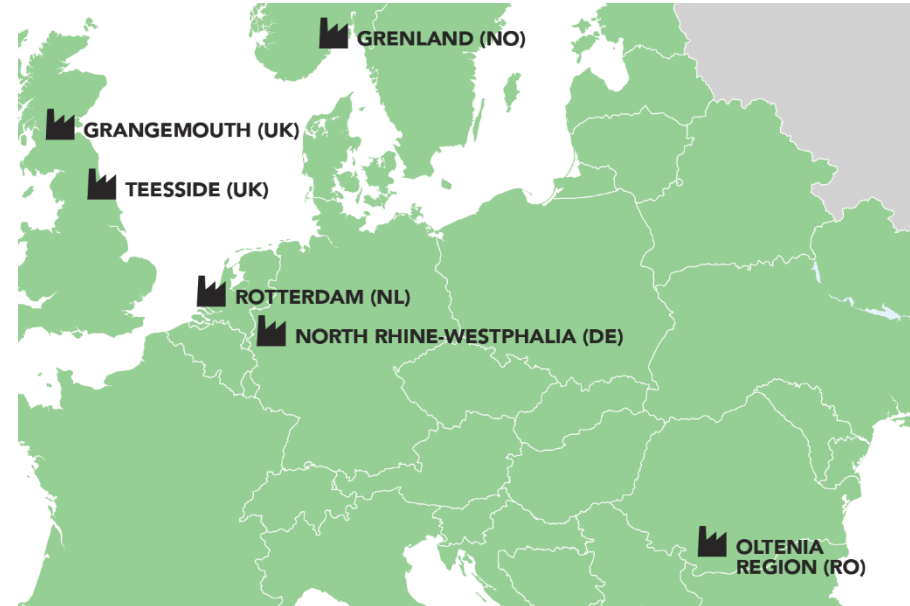 GRENLAND (NO)
GRANGEMOUTH (UK)
TEESSIDE (UK)
ROTTERDAM (NL)
NORTH RHINE-WESTPHALIA (DE)
OLTENIA
REGION (RO)